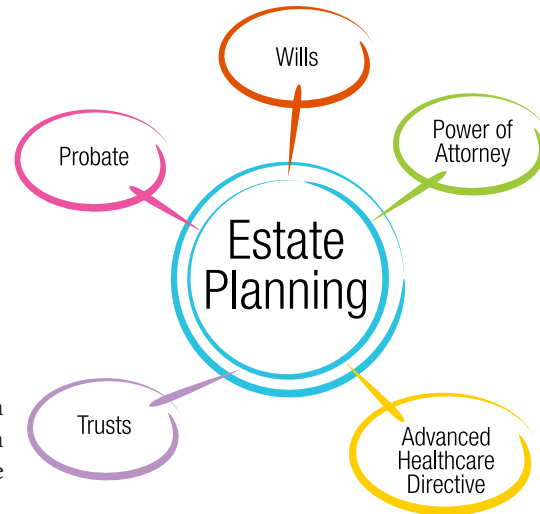 Wills
Power of
Attorney
Probate
Estate
Planning
Trusts
Advanced
Healthcare
Directive